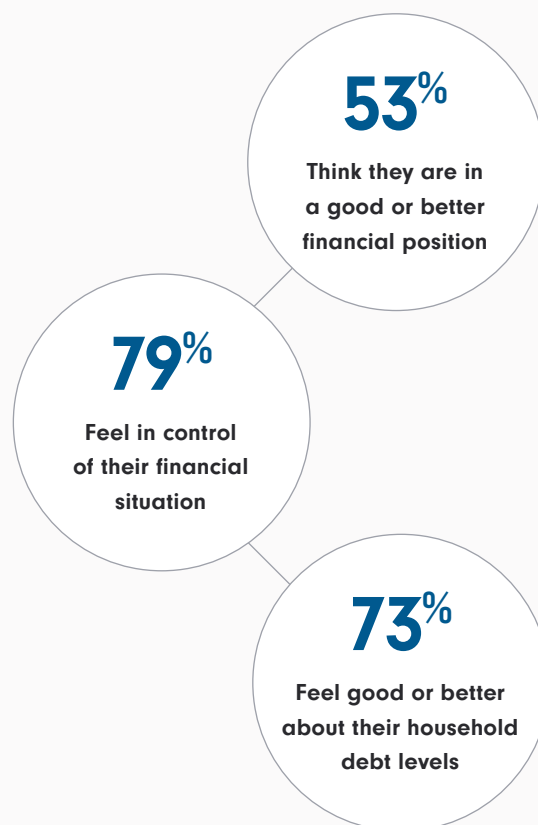 53%
Think they are in
a good or better
financial position
79%
Feel in control
of their financial
situation
73%
Feel good or better
about their household
debt levels